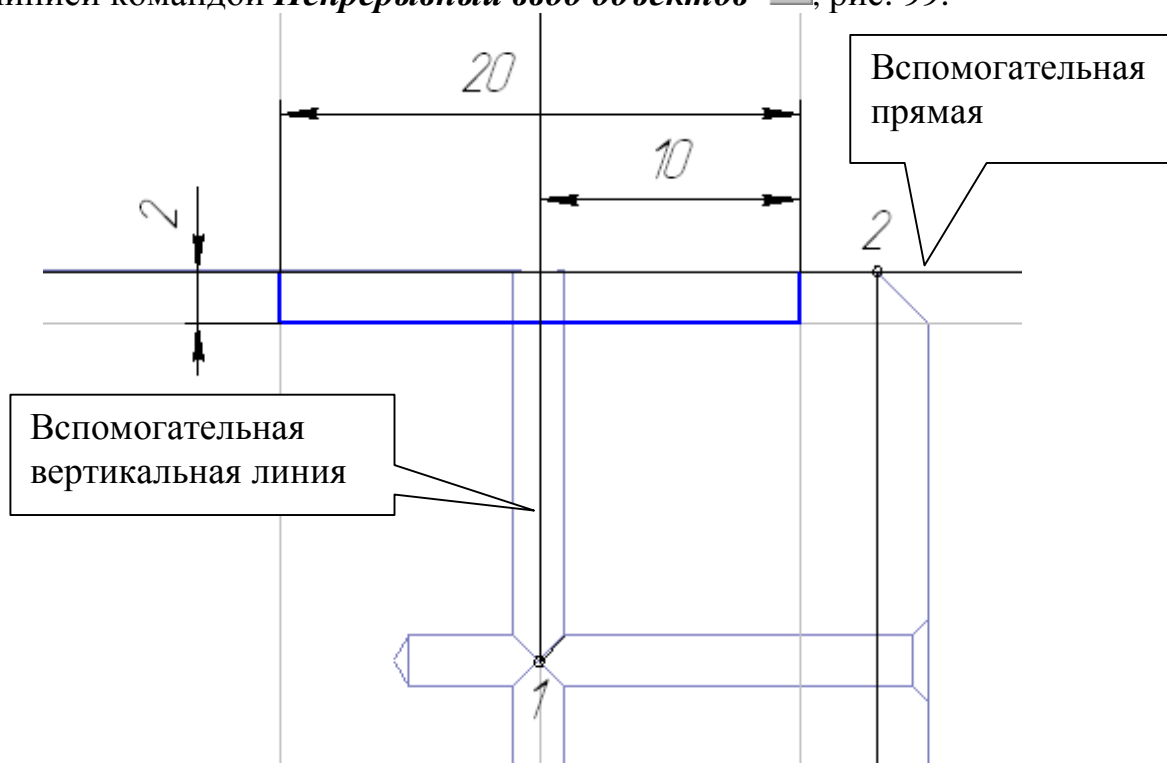 линией командой Непрерывный ввод объектов , рис. 99.
20
Вспомогательная
прямая
10
2
2
Вспомогательная
вертикальная линия
1